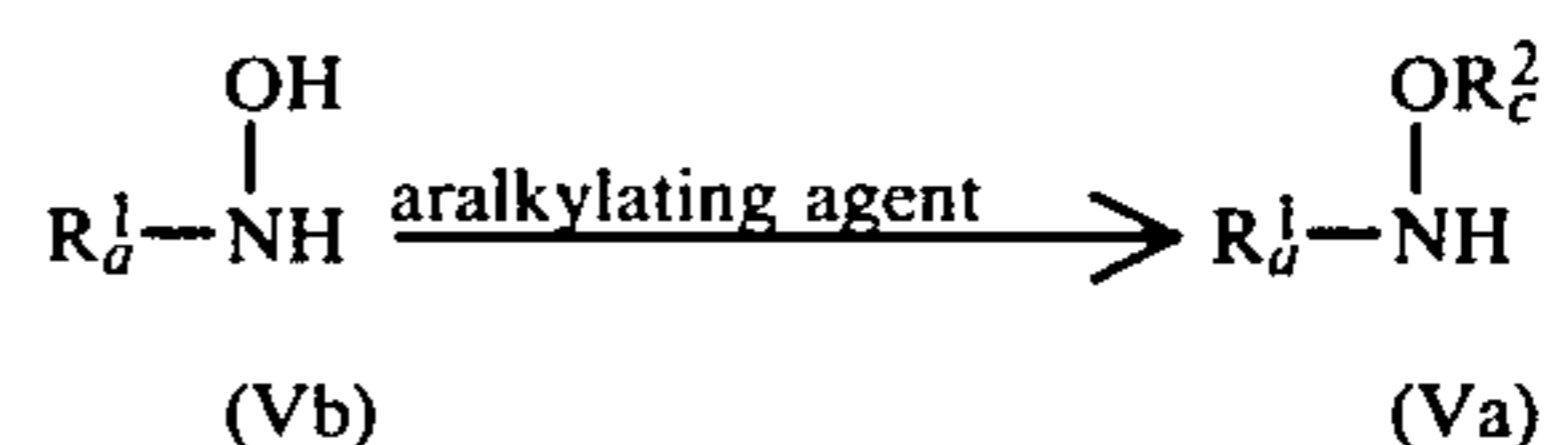 OH OR²c
R¹a—NH aralkylating agent R¹a—NH
(Vb) (Va)